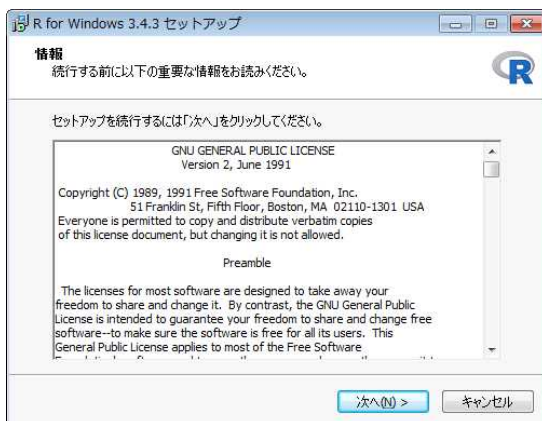 R for Windows 3.4.3 セットアップ
情報
続行する前に以下の重要な情報をお読みください。
R
セットアップを続行するには「次へ」をクリックしてください。
GNU GENERAL PUBLIC LICENSE
Version 2, June 1991
Copyright (C) 1989, 1991 Free Software Foundation, Inc.
51 Franklin St, Fifth Floor, Boston, MA 02110-1301 USA
Everyone is permitted to copy and distribute verbatim copies
of this license document, but changing it is not allowed.
Preamble
The licenses for most software are designed to take away your
freedom to share and change it. By contrast, the GNU General Public
License is intended to guarantee your freedom to share and change free
software--to make sure the software is free for all its users. This
General Public License applies to most of the Free Software
次へ(N) >
キャンセル